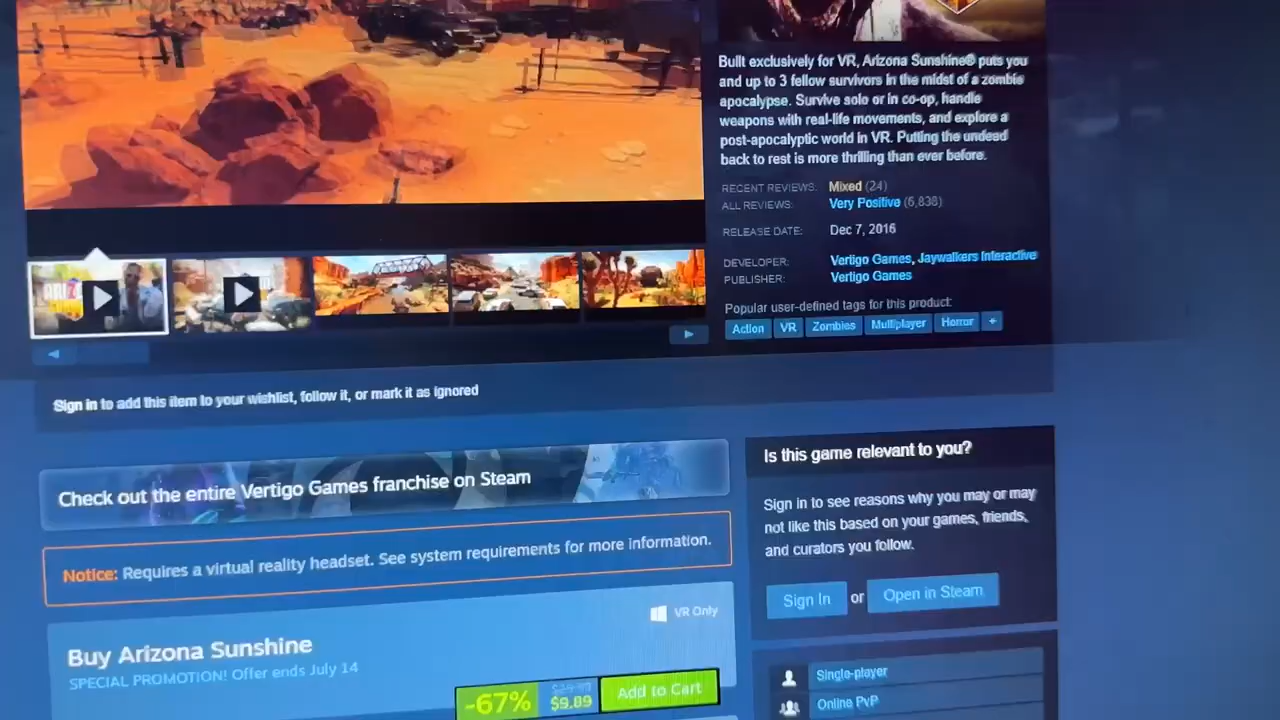 Built exclusively for VR, Arizona Sunshine® puts you
and up to 3 fellow survivors in the midst of a zombie
apocalypse. Survive solo or in co-op, handle
weapons with real-life movements, and explore a
post-apocalyptic world in VR. Putting the undead
back to rest is more thrilling than ever before.
RECENT REVIEWS: Mixed (24)
ALL REVIEWS: Very Positive (6,838)
RELEASE DATE: Dec 7, 2016
DEVELOPER: Vertigo Games, Jaywalkers Interactive
PUBLISHER: Vertigo Games
Popular user-defined tags for this product:
Action VR Zombies Multiplayer Horror +
Sign in to add this item to your wishlist, follow it, or mark it as ignored
Check out the entire Vertigo Games franchise on Steam
Notice: Requires a virtual reality headset. See system requirements for more information.
VR Only
Buy Arizona Sunshine
SPECIAL PROMOTION! Offer ends July 14
-67% $9.89 Add to Cart
Is this game relevant to you?
Sign in to see reasons why you may or may
not like this based on your games, friends,
and curators you follow.
Sign In or Open in Steam
Single-player
Online PvP